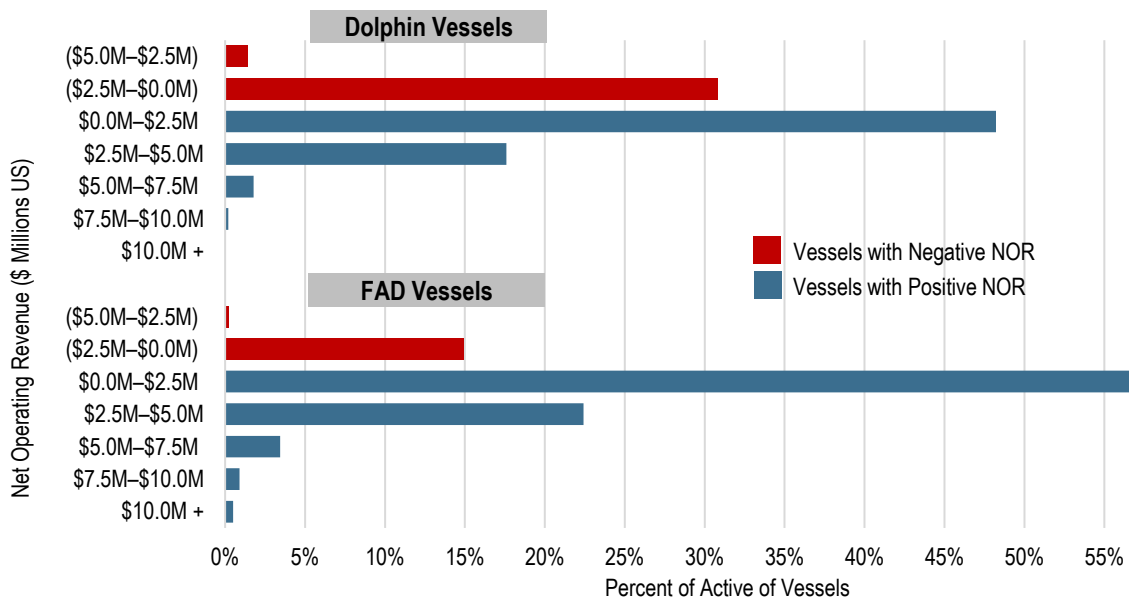 Dolphin Vessels
($5.0M–$2.5M)
($2.5M–$0.0M)
$0.0M–$2.5M
$2.5M–$5.0M
$5.0M–$7.5M
$7.5M–$10.0M
$10.0M +
Vessels with Negative NOR
Vessels with Positive NOR
FAD Vessels
($5.0M–$2.5M)
($2.5M–$0.0M)
$0.0M–$2.5M
$2.5M–$5.0M
$5.0M–$7.5M
$7.5M–$10.0M
$10.0M +
Net Operating Revenue ($ Millions US)
0% 5% 10% 15% 20% 25% 30% 35% 40% 45% 50% 55%
Percent of Active of Vessels